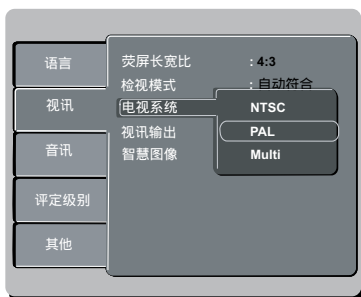 语言
视讯
音讯
评定级别
其他
荧屏长宽比 : 4:3
检视模式 : 自动符合
电视系统
视讯输出
智慧图像
NTSC
PAL
Multi